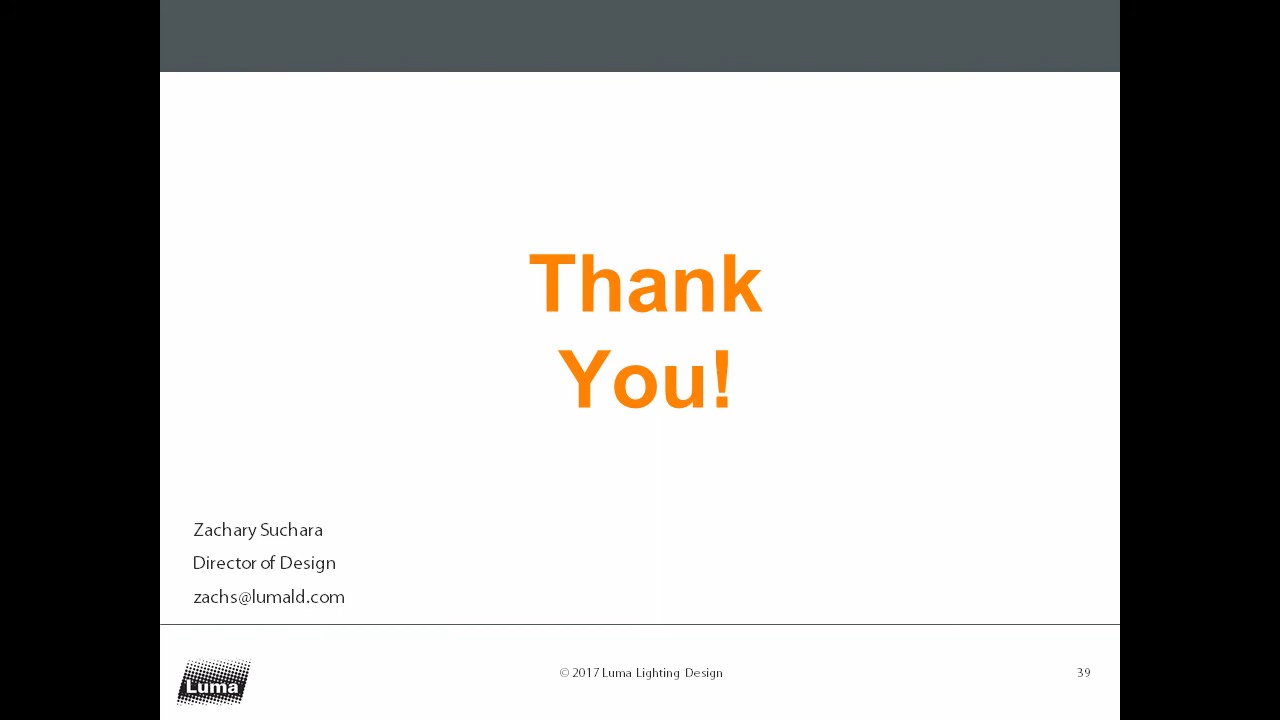 Thank
You!
Zachary Suchara
Director of Design
zachs@lumald.com
Luma
© 2017 Luma Lighting Design
39